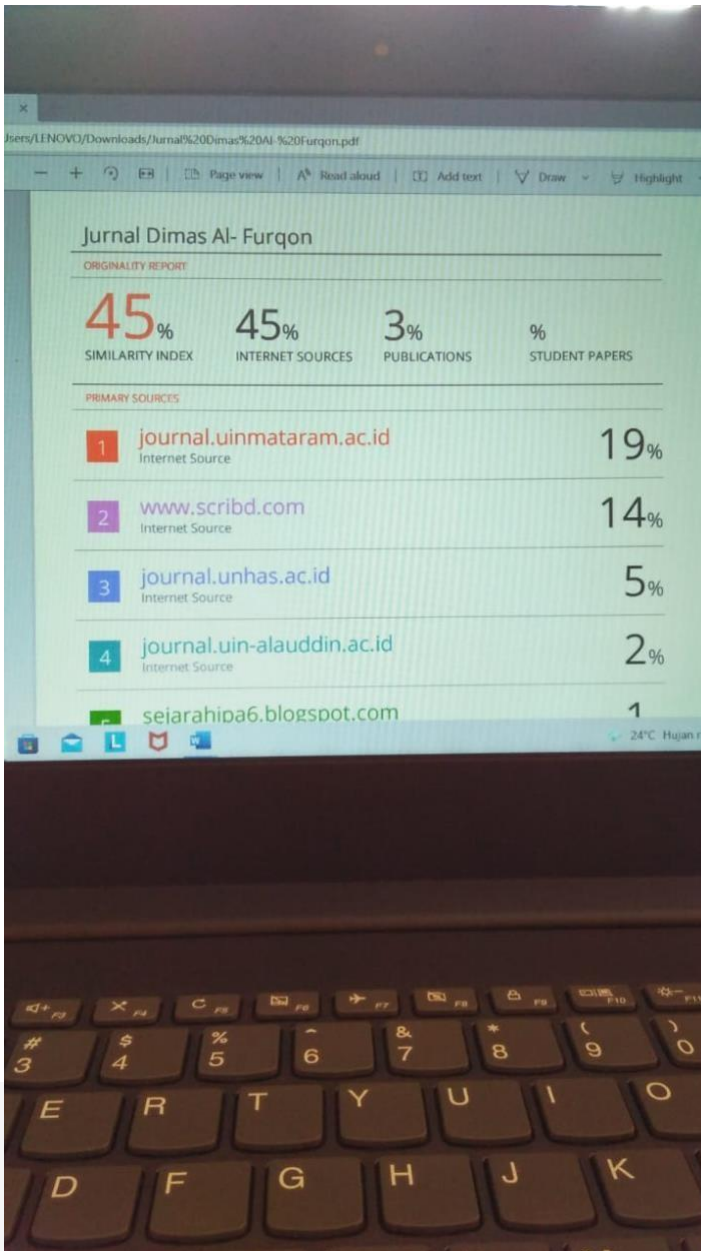 Users/LENOVO/Downloads/Jurnal%20Dimas%20Al-%20Furqon.pdf
Page view | Read aloud | Add text | Draw | Highlight
Jurnal Dimas Al- Furqon
ORIGINALITY REPORT
45% 45% 3% %
SIMILARITY INDEX INTERNET SOURCES PUBLICATIONS STUDENT PAPERS
PRIMARY SOURCES
1 journal.uinmataram.ac.id 19%
Internet Source
2 www.scribd.com 14%
Internet Source
3 journal.unhas.ac.id 5%
Internet Source
4 journal.uin-alauddin.ac.id 2%
Internet Source
5 sejarahipa6.blogspot.com 1
24°C Hujan
F3 F4 F5 F6 F7 F8 F9 F10 F11
# $ % ^ & * ( )
3 4 5 6 7 8 9 0
E R T Y U I O
D F G H J K